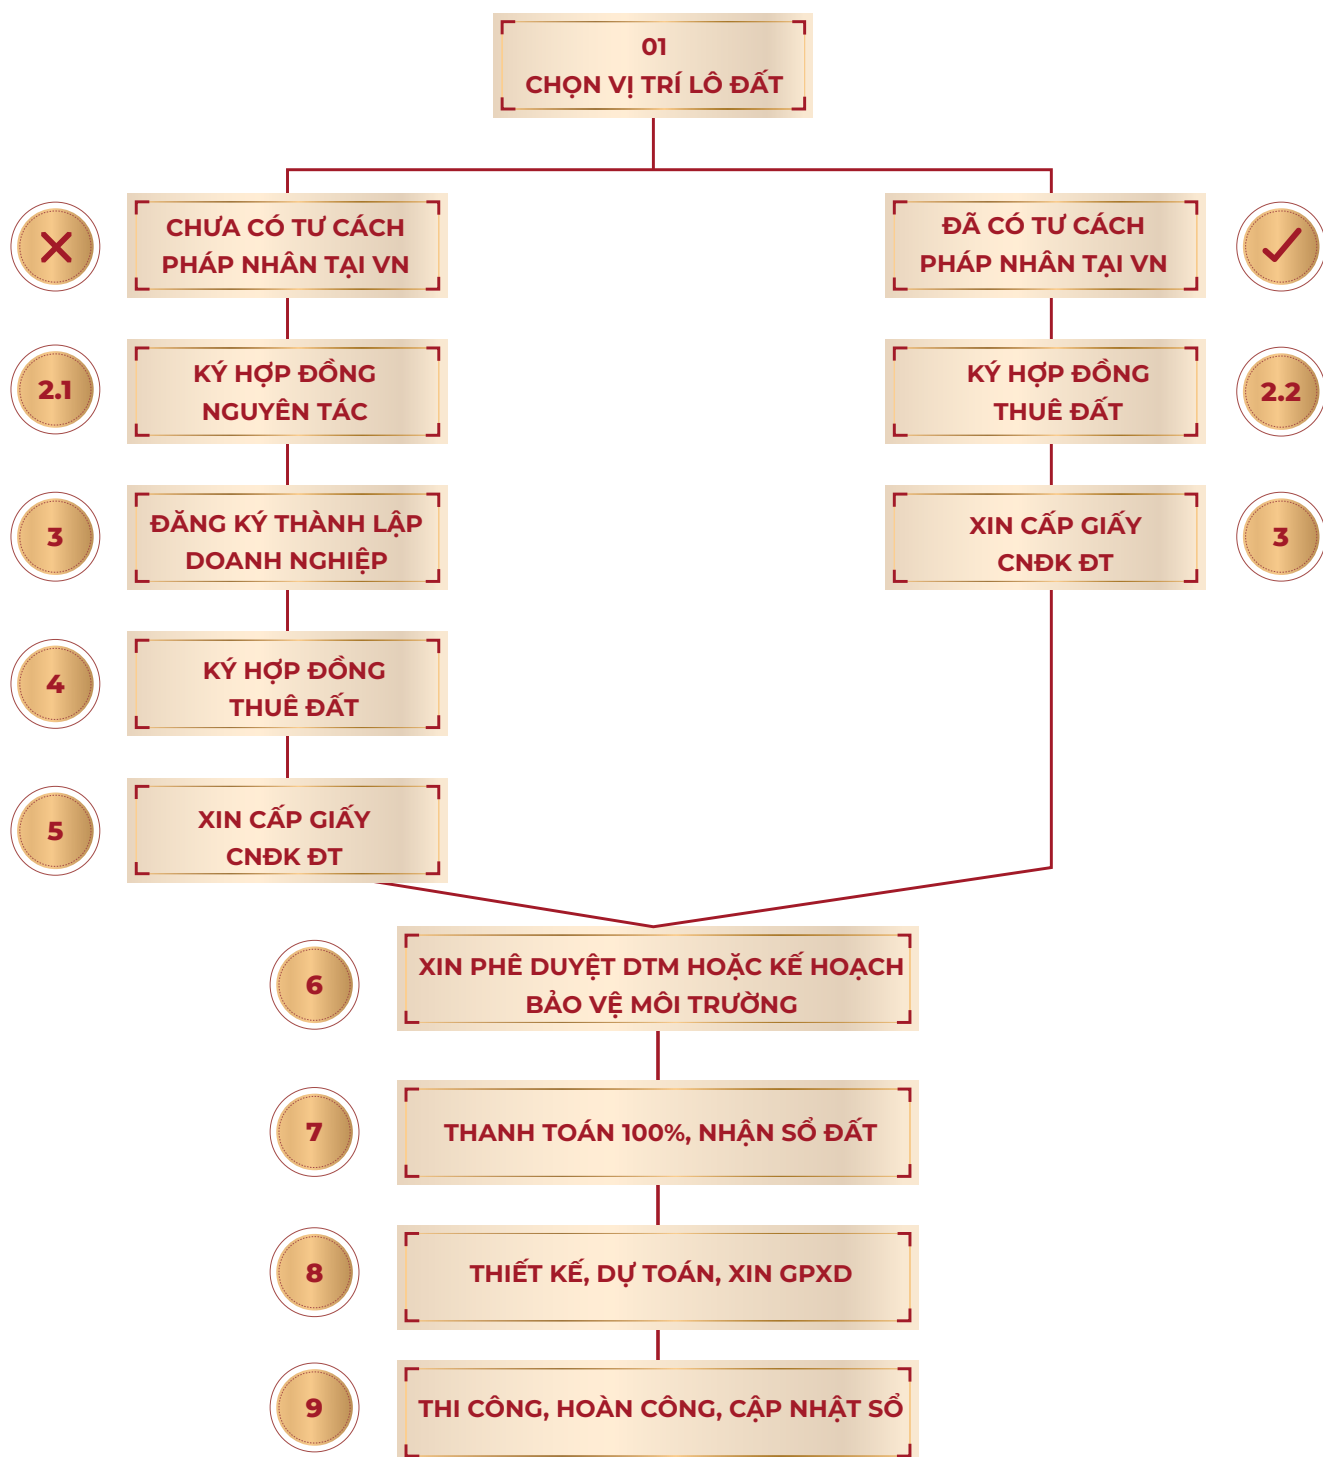 01
CHỌN VỊ TRÍ LÔ ĐẤT
CHƯA CÓ TƯ CÁCH
PHÁP NHÂN TẠI VN
2.1
KÝ HỢP ĐỒNG
NGUYÊN TÁC
3
ĐĂNG KÝ THÀNH LẬP
DOANH NGHIỆP
4
KÝ HỢP ĐỒNG
THUÊ ĐẤT
5
XIN CẤP GIẤY
CNĐK ĐT
ĐÃ CÓ TƯ CÁCH
PHÁP NHÂN TẠI VN
KÝ HỢP ĐỒNG
THUÊ ĐẤT
2.2
XIN CẤP GIẤY
CNĐK ĐT
3
6
XIN PHÊ DUYỆT DTM HOẶC KẾ HOẠCH
BẢO VỆ MÔI TRƯỜNG
7
THANH TOÁN 100%, NHẬN SỔ ĐẤT
8
THIẾT KẾ, DỰ TOÁN, XIN GPXD
9
THI CÔNG, HOÀN CÔNG, CẬP NHẬT SỔ